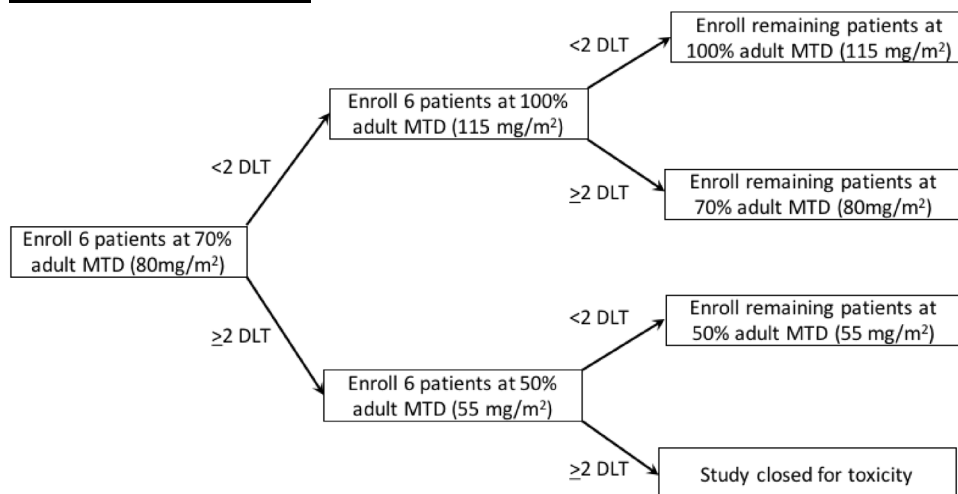 Enroll remaining patients at
100% adult MTD (115 mg/m²)
<2 DLT
Enroll 6 patients at 100%
adult MTD (115 mg/m²)
<2 DLT
≥2 DLT
Enroll remaining patients at
70% adult MTD (80mg/m²)
Enroll 6 patients at 70%
adult MTD (80mg/m²)
≥2 DLT
<2 DLT
Enroll remaining patients at
50% adult MTD (55 mg/m²)
Enroll 6 patients at 50%
adult MTD (55 mg/m²)
≥2 DLT
Study closed for toxicity